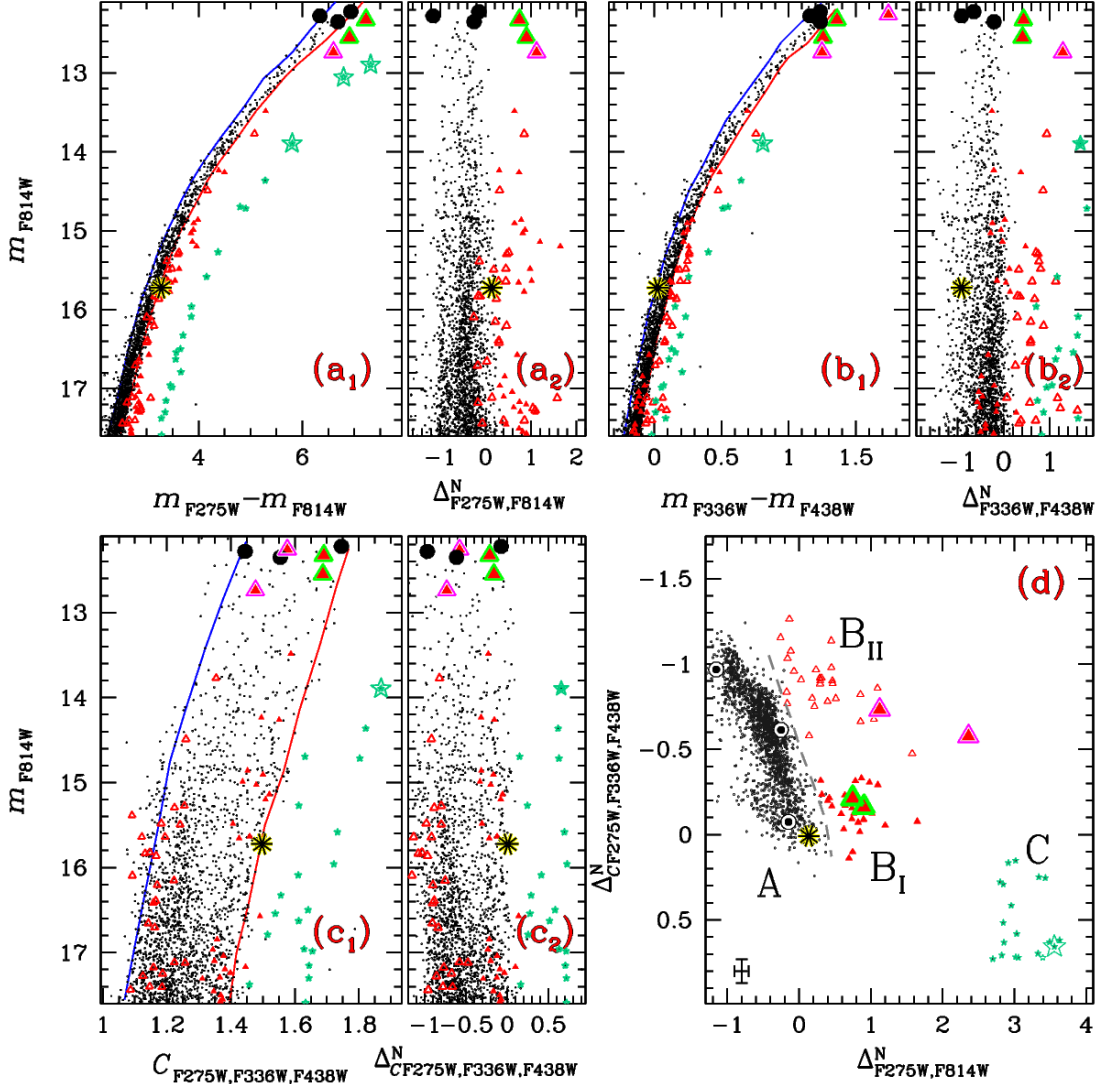 13
14
15
16
17
m_F814W
4
6
(a₁)
m_F275W−m_F814W
−1
0
1
2
(a₂)
Δ^N_F275W,F814W
0
0.5
1
1.5
(b₁)
m_F336W−m_F438W
−1
0
1
(b₂)
Δ^N_F336W,F438W
13
14
15
16
17
m_F814W
1
1.2
1.4
1.6
1.8
(c₁)
C_F275W,F336W,F438W
−1
−0.5
0
0.5
(c₂)
Δ^N_CF275W,F336W,F438W
−1.5
−1
−0.5
0
0.5
Δ^N_CF275W,F336W,F438W
(d)
B_II
A
B_I
C
−1
0
1
2
3
4
Δ^N_F275W,F814W